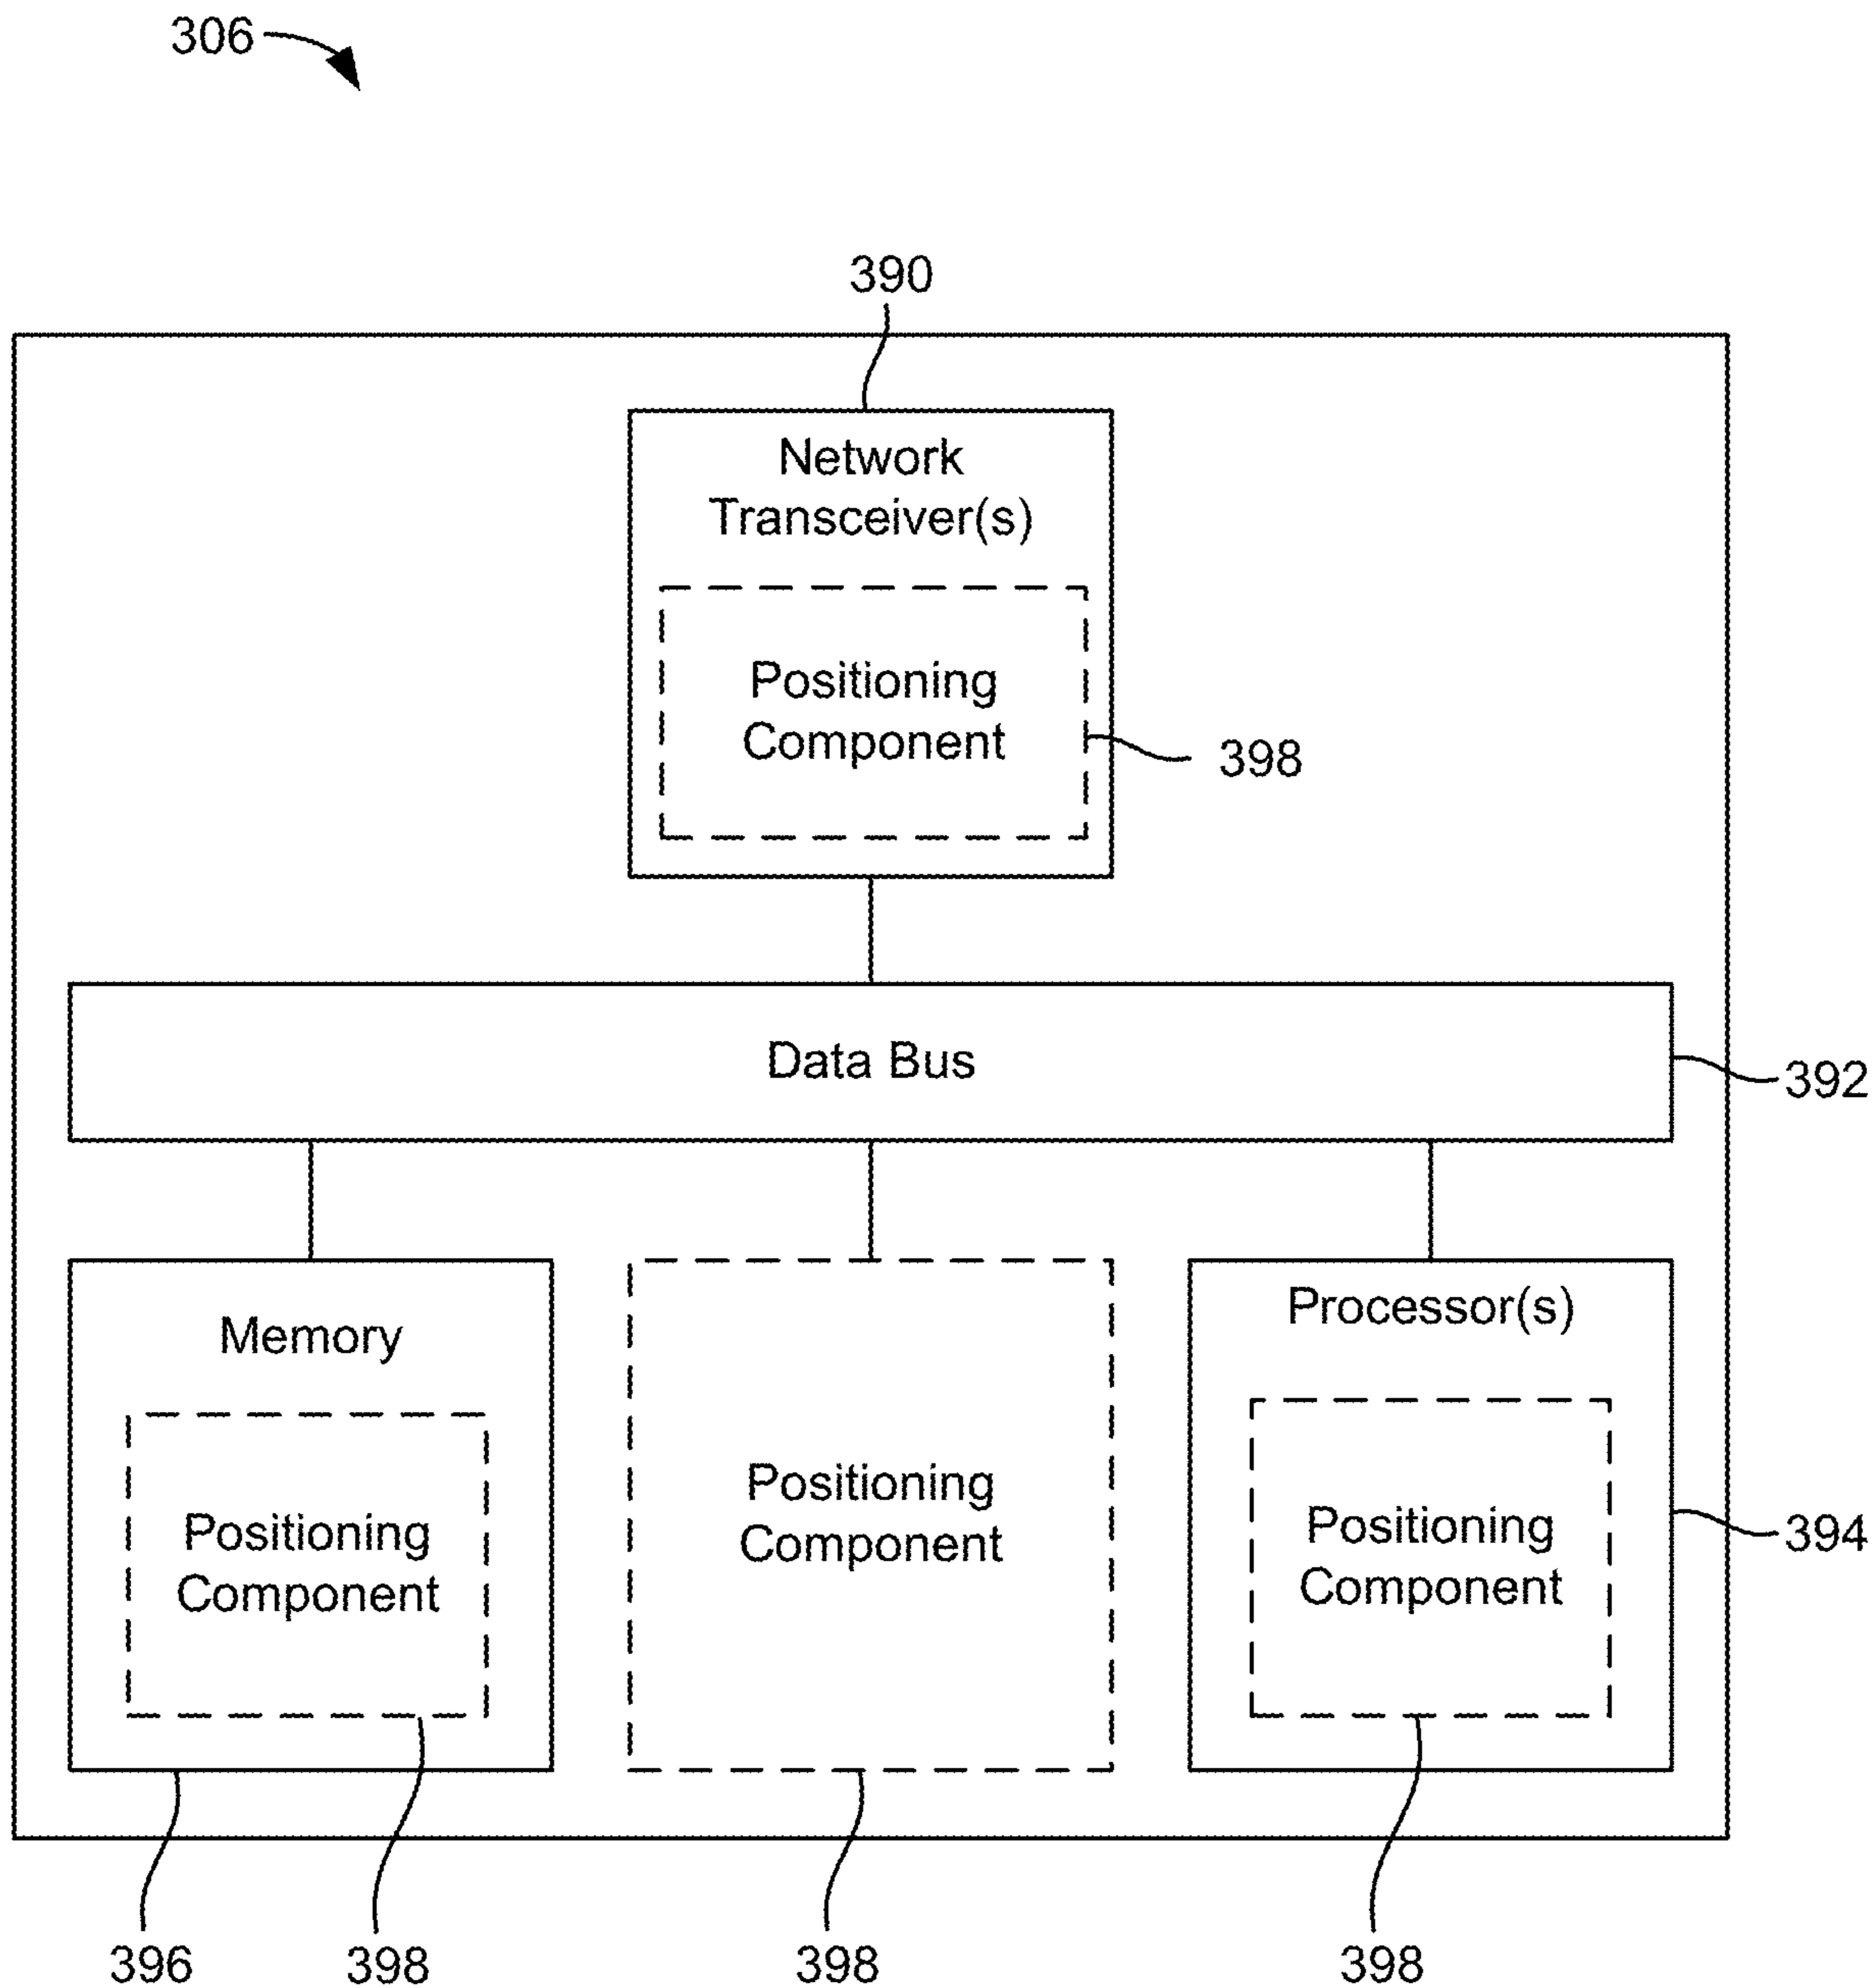 306
390
Network
Transceiver(s)
Positioning
Component
398
Data Bus
392
Memory
Positioning
Component
Positioning
Component
Processor(s)
Positioning
Component
394
396
398
398
398